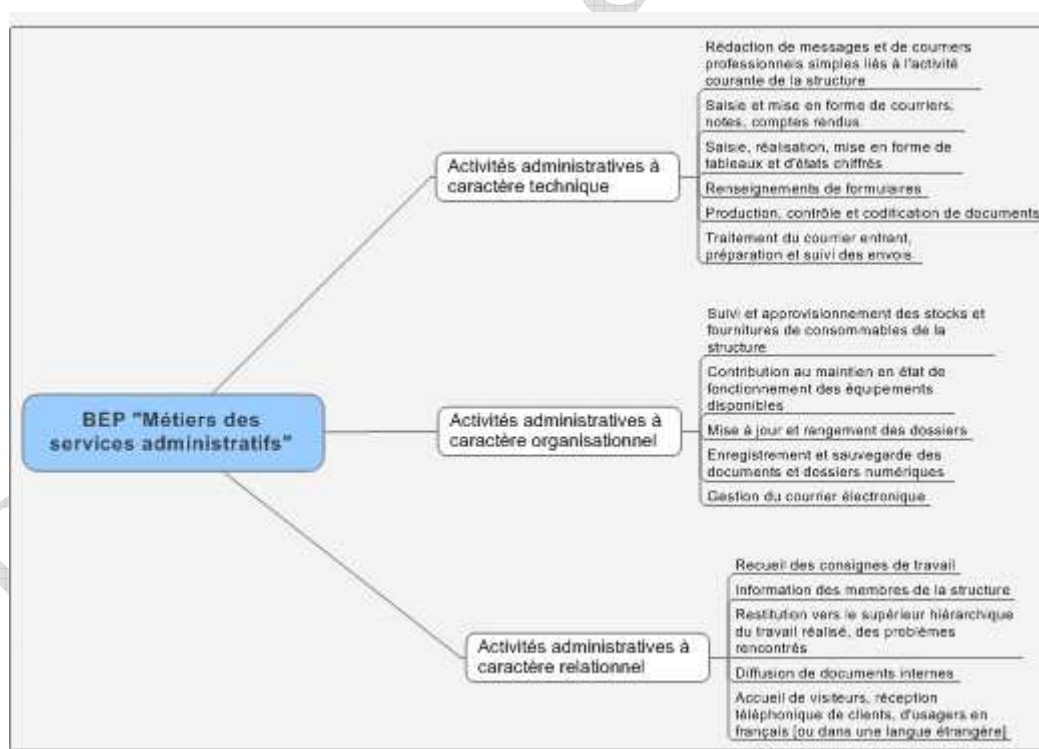 BEP "Métiers des
services administratifs"
Activités administratives à
caractère technique
Rédaction de messages et de courriers
professionnels simples liés à l'activité
courante de la structure
Saisie et mise en forme de courriers,
notes, comptes rendus
Saisie, réalisation, mise en forme de
tableaux et d'états chiffrés
Renseignements de formulaires
Production, contrôle et codification de documents
Traitement du courrier entrant,
préparation et suivi des envois
Activités administratives à
caractère organisationnel
Suivi et approvisionnement des stocks et
fournitures de consommables de la
structure
Contribution au maintien en état de
fonctionnement des équipements
disponibles
Mise à jour et rangement des dossiers
Enregistrement et sauvegarde des
documents et dossiers numériques
Gestion du courrier électronique
Activités administratives à
caractère relationnel
Recueil des consignes de travail
Information des membres de la structure
Restitution vers le supérieur hiérarchique
du travail réalisé, des problèmes
rencontrés
Diffusion de documents internes
Accueil de visiteurs, réception
téléphonique de clients, d'usagers en
français [ou dans une langue étrangère]